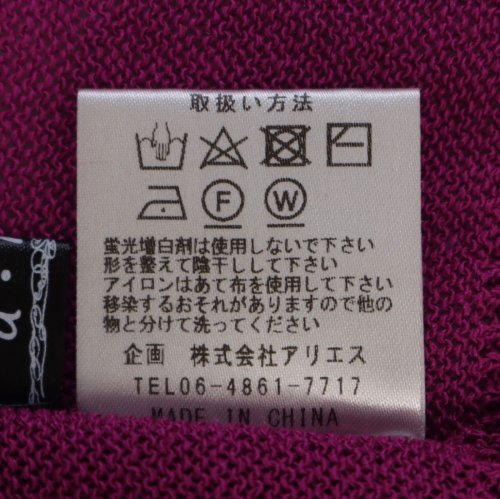 取扱い方法
F W
蛍光増白剤は使用しないで下さい
形を整えて陰干しして下さい
アイロンはあて布を使用して下さい
移染するおそれがありますので他の
物と分けて洗ってください
企画 株式会社アリエス
TEL06-4861-7717
MADE IN CHINA
a.